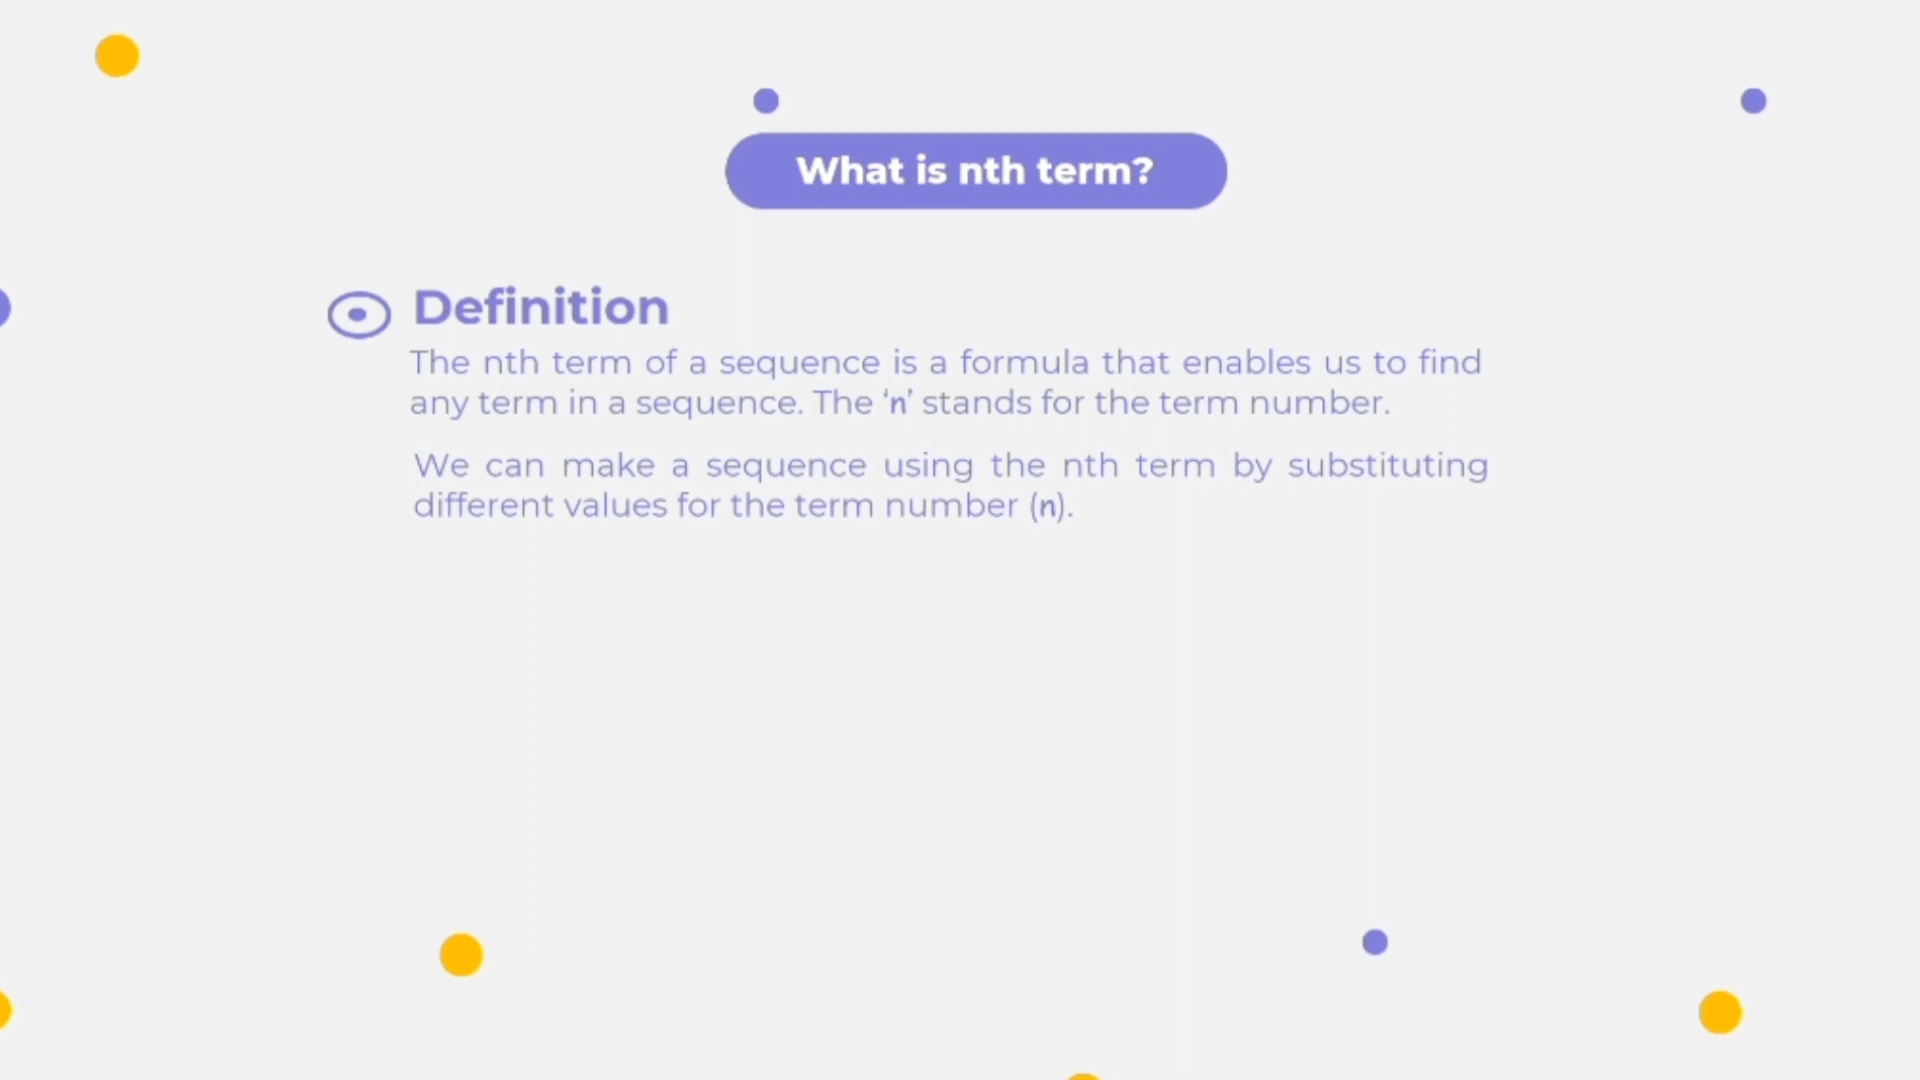 What is nth term?
Definition
The nth term of a sequence is a formula that enables us to find
any term in a sequence. The ‘n’ stands for the term number.
We can make a sequence using the nth term by substituting
different values for the term number (n).